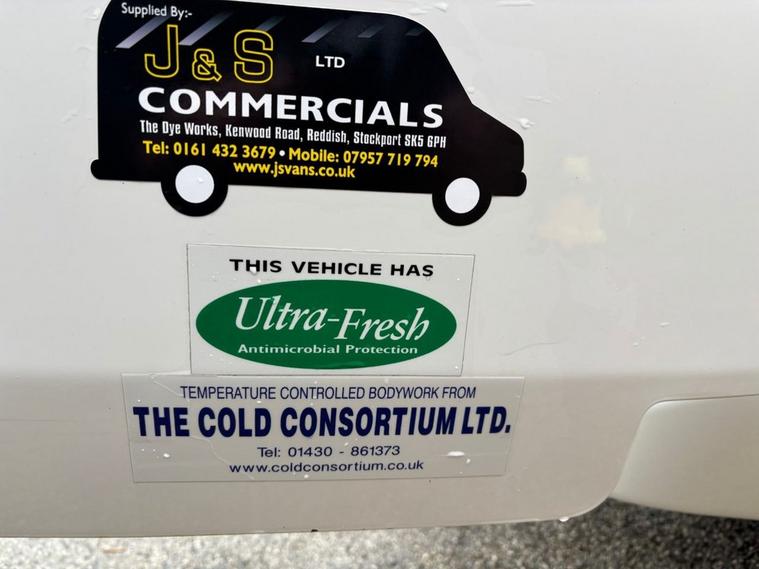 Supplied By:-
J&S LTD
COMMERCIALS
The Dye Works, Kenwood Road, Reddish, Stockport SK5 6PH
Tel: 0161 432 3679 • Mobile: 07957 719 794
www.jsvans.co.uk
THIS VEHICLE HAS
Ultra-Fresh
Antimicrobial Protection
TEMPERATURE CONTROLLED BODYWORK FROM
THE COLD CONSORTIUM LTD.
Tel: 01430 - 861373
www.coldconsortium.co.uk